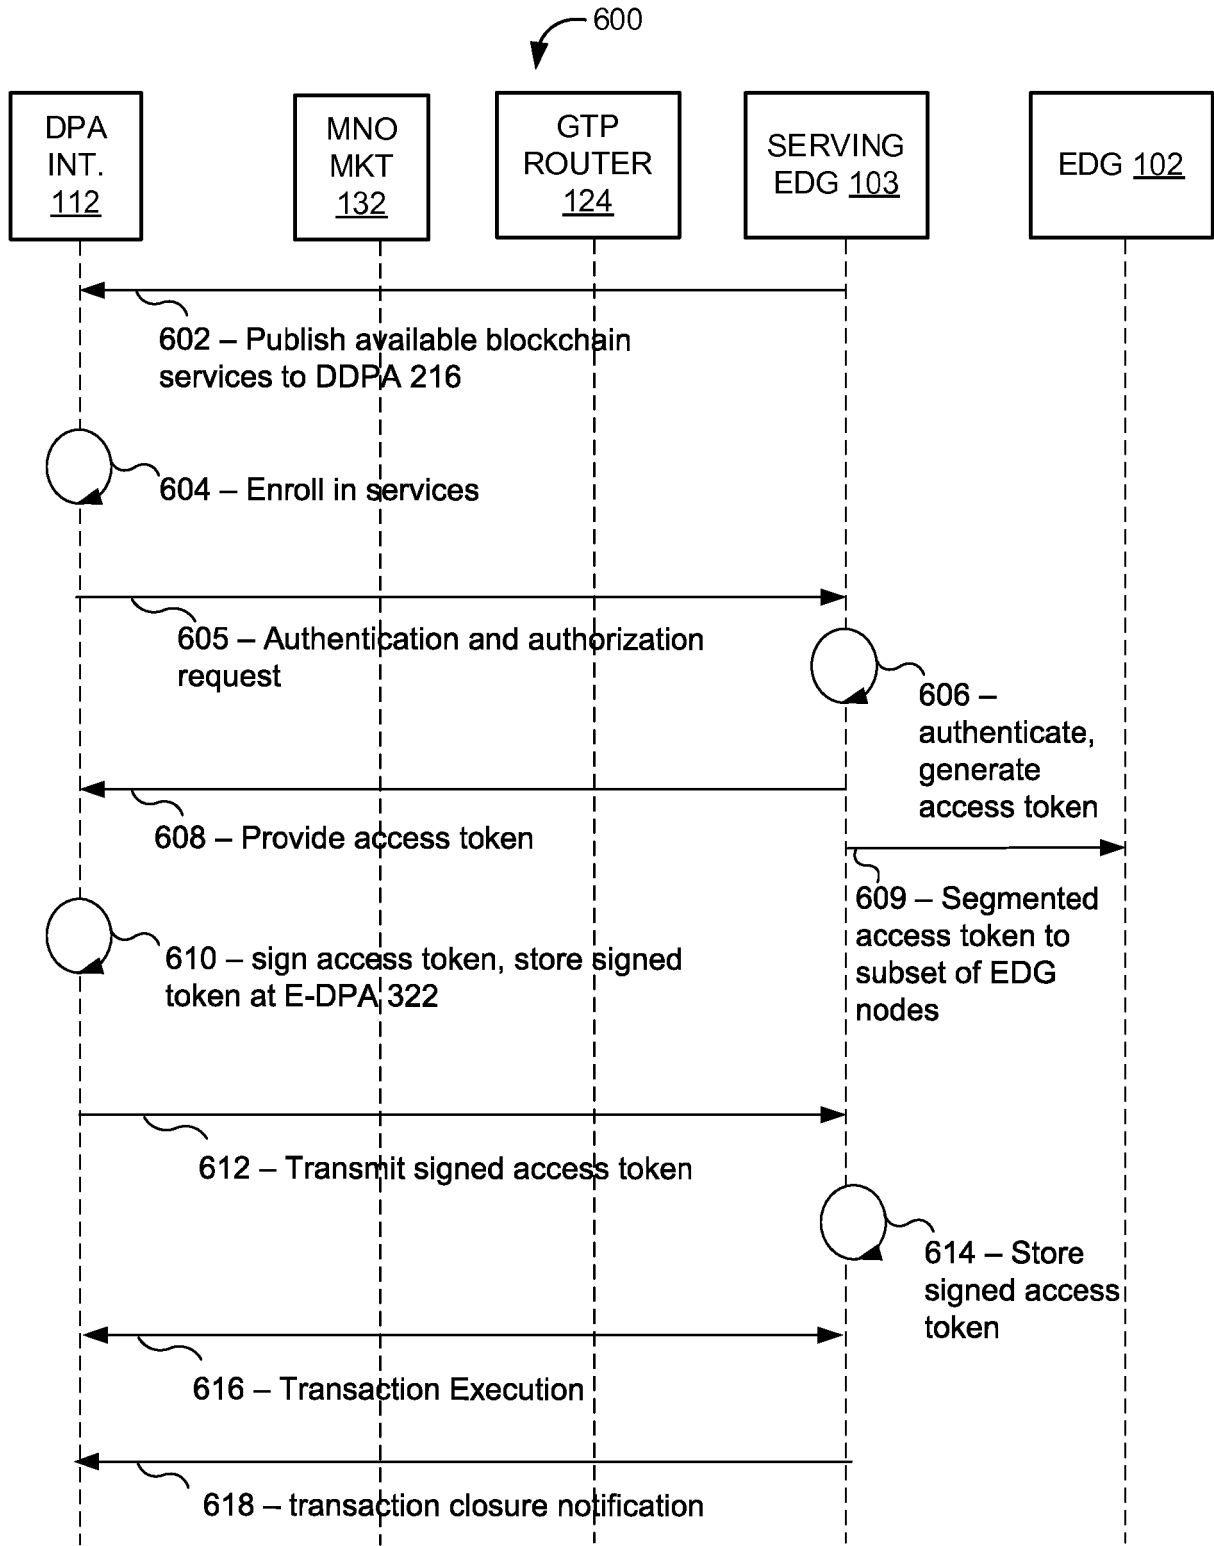 600
DPA
INT.
112
MNO
MKT
132
GTP
ROUTER
124
SERVING
EDG 103
EDG 102
602 – Publish available blockchain
services to DDPA 216
604 – Enroll in services
605 – Authentication and authorization
request
606 –
authenticate,
generate
access token
608 – Provide access token
609 – Segmented
access token to
subset of EDG
nodes
610 – sign access token, store signed
token at E-DPA 322
612 – Transmit signed access token
614 – Store
signed access
token
616 – Transaction Execution
618 – transaction closure notification